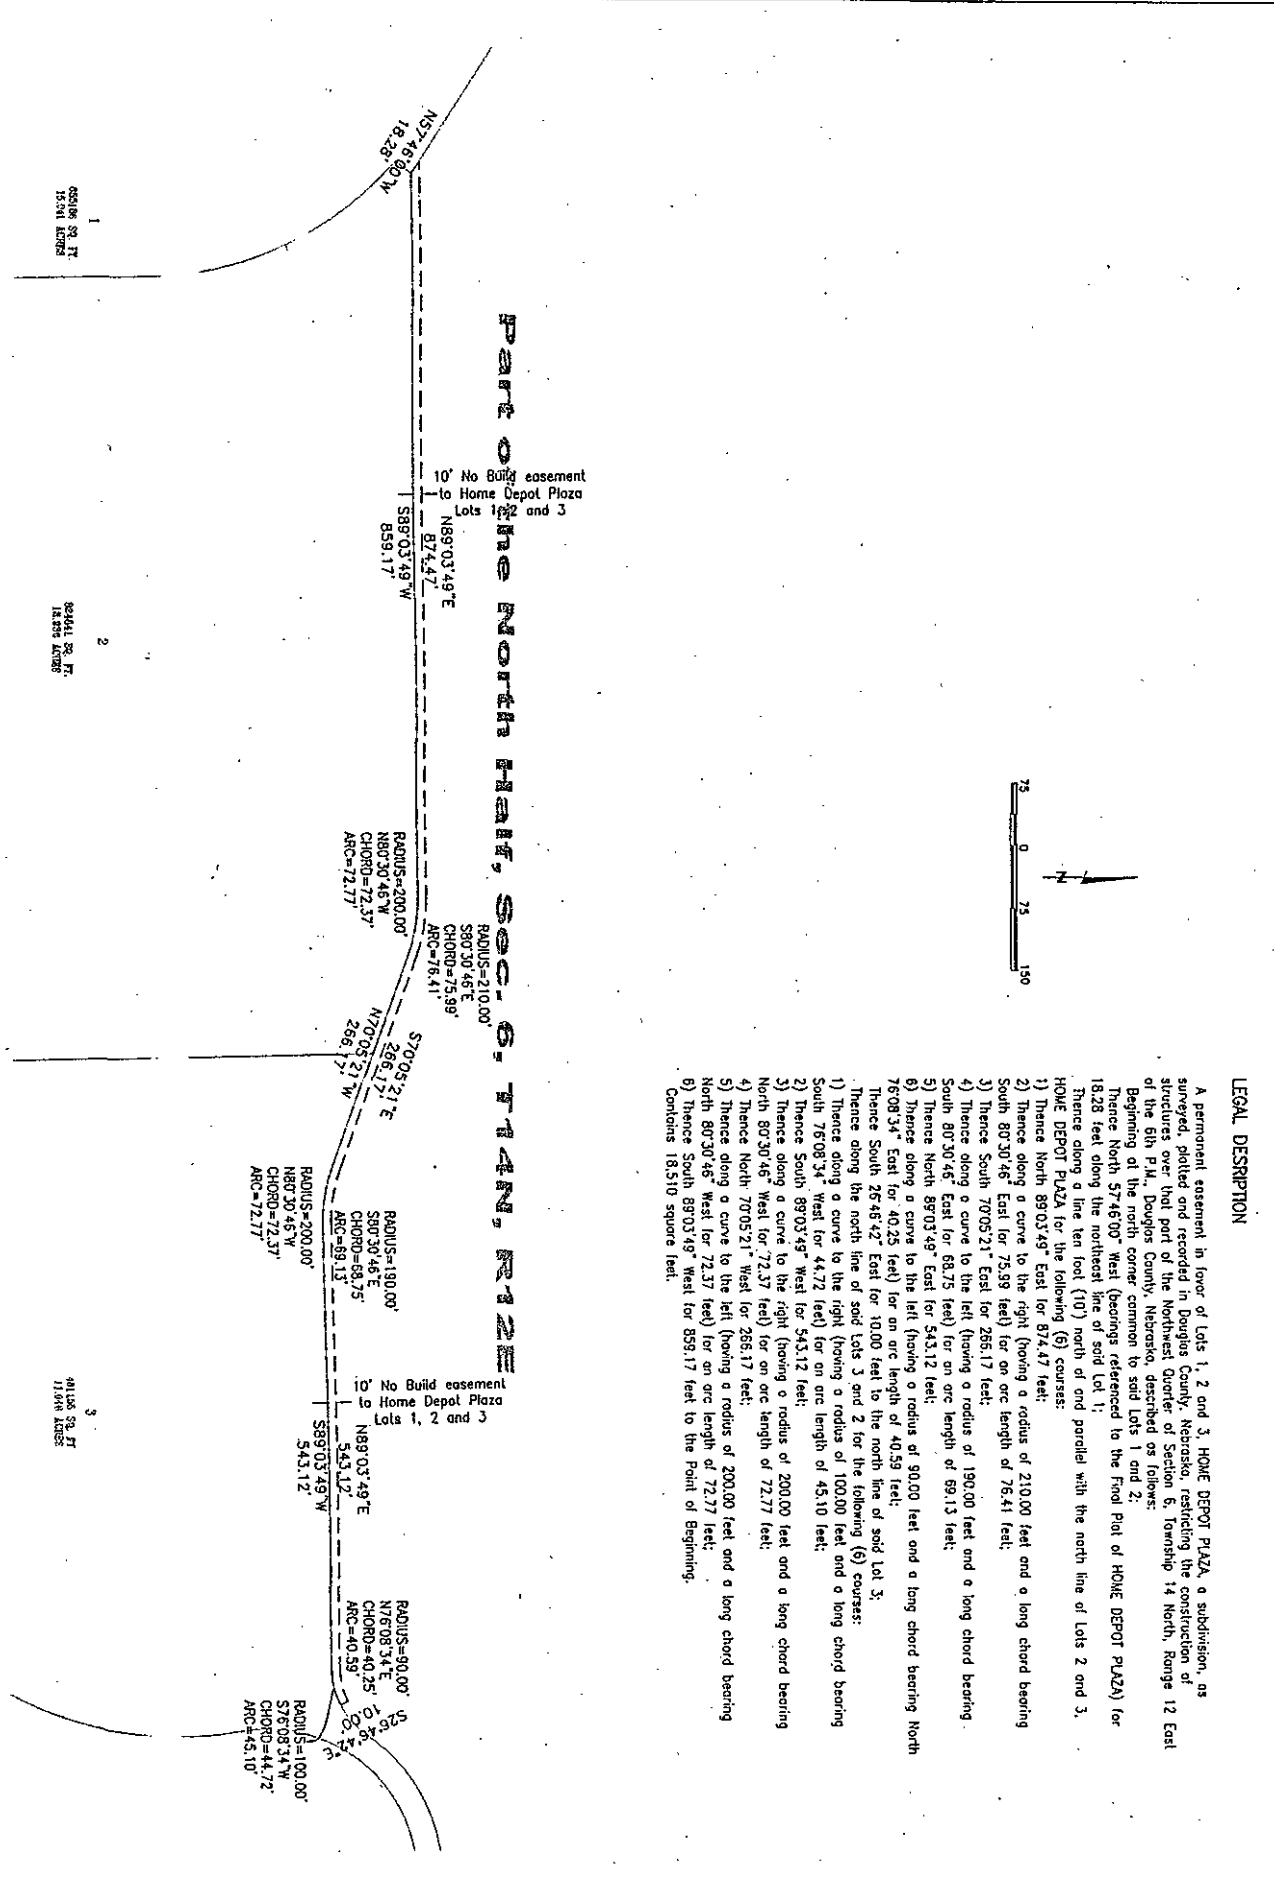 LEGAL DESRIPTION
A permanent easement in favor of Lots 1, 2 and 3, HOME DEPOT PLAZA, a subdivision, as
surveyed, platted and recorded in Douglas County, Nebraska, restricting the construction of
structures over that part of the Northwest Quarter of Section 6, Township 14 North, Range 12 East
of the 6th P.M., Douglas County, Nebraska, described as follows:
Beginning at the north corner common to said Lots 1 and 2;
Thence North 57°46'00" West (bearings referenced to the Final Plat of HOME DEPOT PLAZA) for
18.28 feet along the northeast line of said Lot 1;
Thence along a line ten foot (10') north of and parallel with the north line of Lots 2 and 3,
HOME DEPOT PLAZA for the following (6) courses:
1) Thence North 89°03'49" East for 874.47 feet;
2) Thence along a curve to the right (having a radius of 210.00 feet and a long chord bearing
South 80°30'46" East for 75.99 feet) for an arc length of 76.41 feet;
3) Thence South 70°05'21" East for 266.17 feet;
4) Thence along a curve to the left (having a radius of 190.00 feet and a long chord bearing
South 80°30'46" East for 68.75 feet) for an arc length of 69.13 feet;
5) Thence North 89°03'49" East for 543.12 feet;
6) Thence along a curve to the left (having a radius of 90.00 feet and a long chord bearing North
76°08'34" East for 40.25 feet) for an arc length of 40.59 feet;
Thence South 26°46'42" East for 10.00 feet to the north line of said Lot 3;
Thence along the north line of said Lots 3 and 2 for the following (6) courses:
1) Thence along a curve to the right (having a radius of 100.00 feet and a long chord bearing
South 76°08'34" West for 44.72 feet) for an arc length of 45.10 feet;
2) Thence South 89°03'49" West for 543.12 feet;
3) Thence along a curve to the right (having a radius of 200.00 feet and a long chord bearing
North 80°30'46" West for 72.37 feet) for an arc length of 72.77 feet;
4) Thence North 70°05'21" West for 266.17 feet;
5) Thence along a curve to the left (having a radius of 200.00 feet and a long chord bearing
North 80°30'46" West for 72.37 feet) for an arc length of 72.77 feet;
6) Thence South 89°03'49" West for 859.17 feet to the Point of Beginning.
Contains 18,510 square feet.
75 0 75 150
N
Part of the North Half, Sec. 6, T14N, R12E
N57°46'00"W
18.28'
10' No Build easement
to Home Depot Plaza
Lots 1, 2 and 3
N89°03'49"E
874.47'
S89°03'49"W
859.17'
RADIUS=210.00'
S80°30'46"E
CHORD=75.99'
ARC=76.41'
RADIUS=200.00'
N80°30'46"W
CHORD=72.37'
ARC=72.77'
S70°05'21"E
266.17'
N70°05'21"W
266.17'
RADIUS=190.00'
S80°30'46"E
CHORD=68.75'
ARC=69.13'
RADIUS=200.00'
N80°30'46"W
CHORD=72.37'
ARC=72.77'
10' No Build easement
to Home Depot Plaza
Lots 1, 2 and 3
N89°03'49"E
543.12'
S89°03'49"W
543.12'
RADIUS=90.00'
N76°08'34"E
CHORD=40.25'
ARC=40.59'
S26°46'42"E
10.0
RADIUS=100.00'
S76°08'34"W
CHORD=44.72'
ARC=45.10'
1
SQ. FT.
ACRES
2
SQ. FT.
ACRES
3
SQ. FT
ACRES